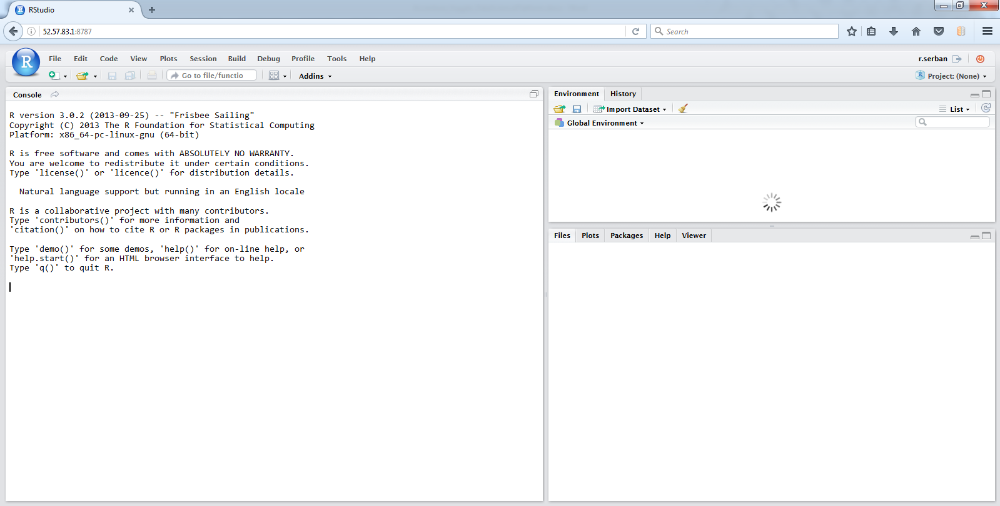 RStudio
52.57.83.1:8787
Search
R
File Edit Code View Plots Session Build Debug Profile Tools Help
r.serban
Go to file/functio
Addins
Project: (None)
Console
R version 3.0.2 (2013-09-25) -- "Frisbee Sailing"
Copyright (C) 2013 The R Foundation for Statistical Computing
Platform: x86_64-pc-linux-gnu (64-bit)
R is free software and comes with ABSOLUTELY NO WARRANTY.
You are welcome to redistribute it under certain conditions.
Type 'license()' or 'licence()' for distribution details.
Natural language support but running in an English locale
R is a collaborative project with many contributors.
Type 'contributors()' for more information and
'citation()' on how to cite R or R packages in publications.
Type 'demo()' for some demos, 'help()' for on-line help, or
'help.start()' for an HTML browser interface to help.
Type 'q()' to quit R.
Environment History
Import Dataset
List
Global Environment
Files Plots Packages Help Viewer